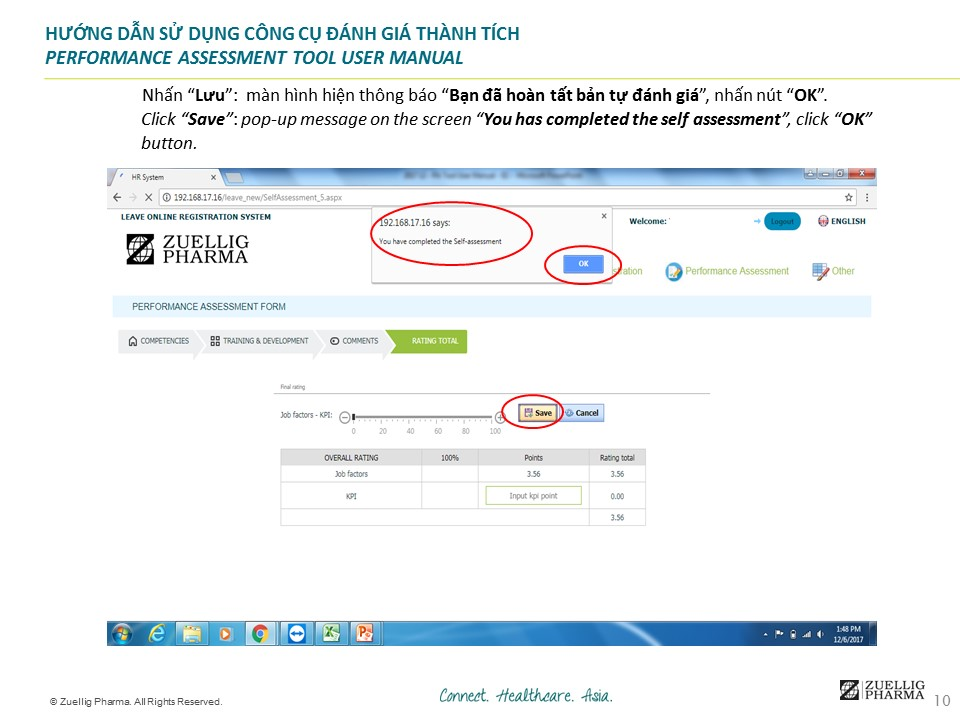 HƯỚNG DẪN SỬ DỤNG CÔNG CỤ ĐÁNH GIÁ THÀNH TÍCH
PERFORMANCE ASSESSMENT TOOL USER MANUAL
Nhấn “Lưu”: màn hình hiện thông báo “Bạn đã hoàn tất bản tự đánh giá”, nhấn nút “OK”.
Click “Save”: pop-up message on the screen “You has completed the self assessment”, click “OK”
button.
HR System
192.168.17.16/leave_new/SelfAssessment_5.aspx
LEAVE ONLINE REGISTRATION SYSTEM
192.168.17.16 says:
You have completed the Self-assessment
OK
Welcome:
Logout
ENGLISH
ZUELLIG
PHARMA
stration
Performance Assessment
Other
PERFORMANCE ASSESSMENT FORM
COMPETENCIES
TRAINING & DEVELOPMENT
COMMENTS
RATING TOTAL
Final rating
Job factors - KPI:
0 20 40 60 80 100
Save
Cancel
OVERALL RATING 100% Points Rating total
Job factors 3.56 3.56
KPI Input kpi point 0.00
3.56
1:48 PM
12/6/2017
© Zuellig Pharma. All Rights Reserved.
Connect. Healthcare. Asia.
ZUELLIG
PHARMA
10